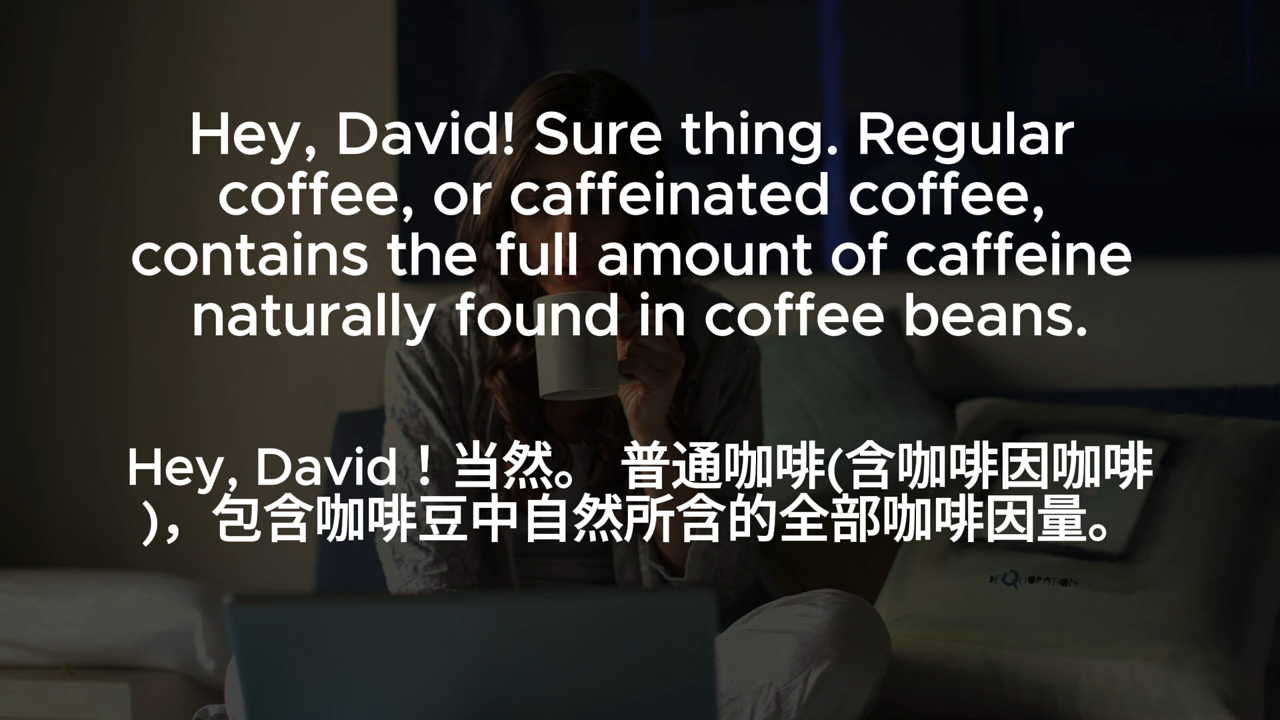 Hey, David! Sure thing. Regular
coffee, or caffeinated coffee,
contains the full amount of caffeine
naturally found in coffee beans.
Hey, David！当然。 普通咖啡(含咖啡因咖啡
)，包含咖啡豆中自然所含的全部咖啡因量。